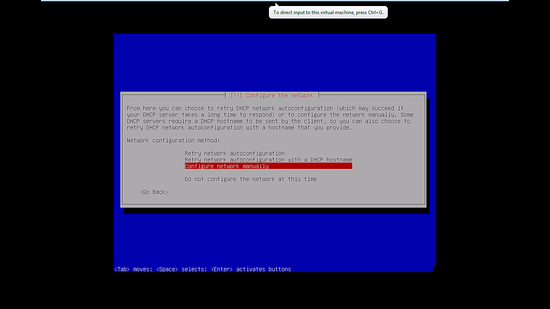 To direct input to this virtual machine, press Ctrl+G.
[!!] Configure the network
From here you can choose to retry DHCP network autoconfiguration (which may succeed if
your DHCP server takes a long time to respond) or to configure the network manually. Some
DHCP servers require a DHCP hostname to be sent by the client, so you can also choose to
retry DHCP network autoconfiguration with a hostname that you provide.
Network configuration method:
Retry network autoconfiguration
Retry network autoconfiguration with a DHCP hostname
Configure network manually
Do not configure the network at this time
<Go Back>
<Tab> moves; <Space> selects; <Enter> activates buttons